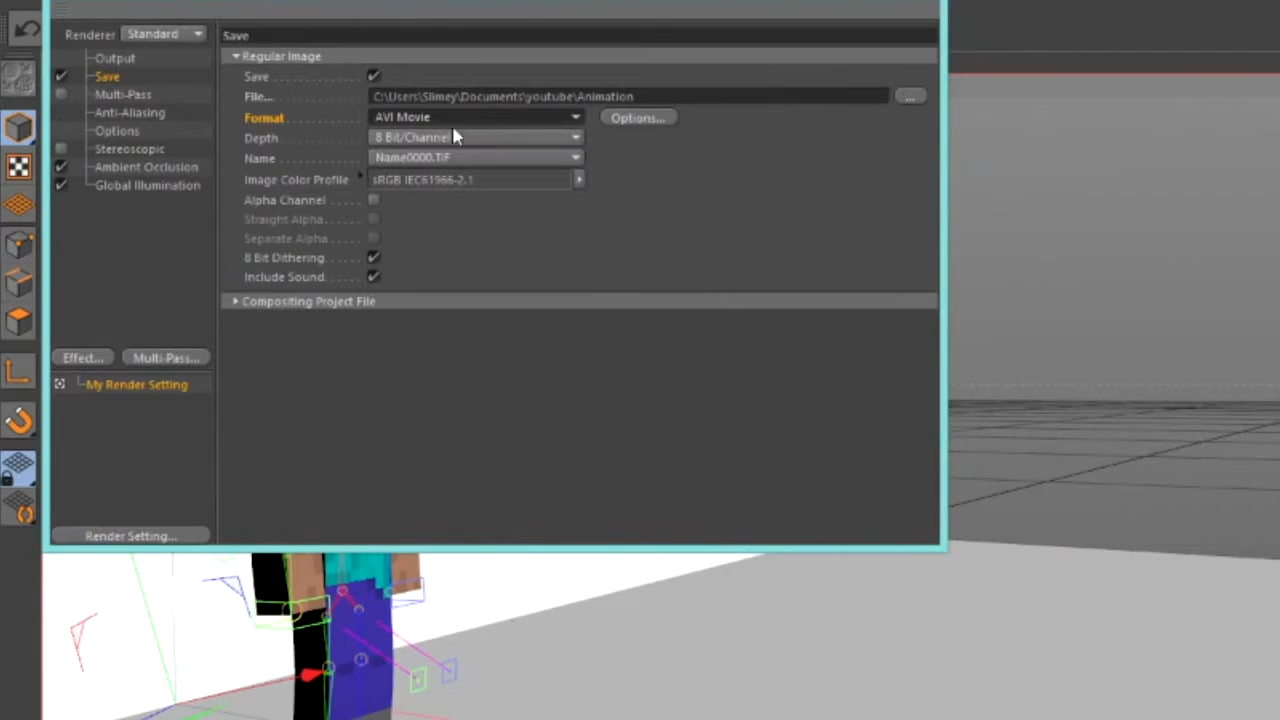 Renderer Standard
Output
Save
Multi-Pass
Anti-Aliasing
Options
Stereoscopic
Ambient Occlusion
Global Illumination
Effect... Multi-Pass...
My Render Setting
Render Setting...
Save
Regular Image
Save
File... C:\Users\Slimey\Documents\youtube\Animation ...
Format AVI Movie Options...
Depth 8 Bit/Channel
Name Name0000.TIF
Image Color Profile sRGB IEC61966-2.1
Alpha Channel
Straight Alpha
Separate Alpha
8 Bit Dithering
Include Sound
Compositing Project File